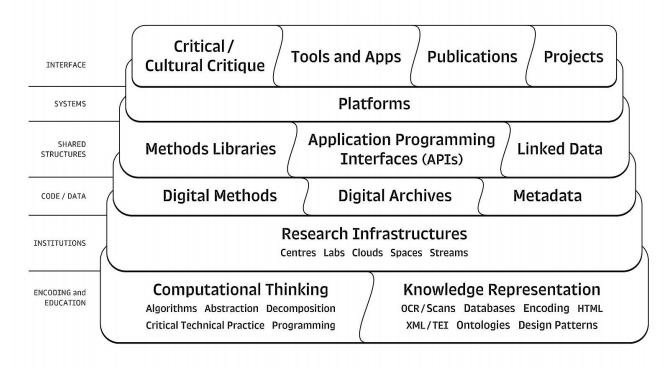 INTERFACE
Critical /
Cultural Critique
Tools and Apps
Publications
Projects
SYSTEMS
Platforms
SHARED
STRUCTURES
Methods Libraries
Application Programming
Interfaces (APIs)
Linked Data
CODE / DATA
Digital Methods
Digital Archives
Metadata
INSTITUTIONS
Research Infrastructures
Centres Labs Clouds Spaces Streams
ENCODING and
EDUCATION
Computational Thinking
Algorithms Abstraction Decomposition
Critical Technical Practice Programming
Knowledge Representation
OCR/Scans Databases Encoding HTML
XML/TEI Ontologies Design Patterns